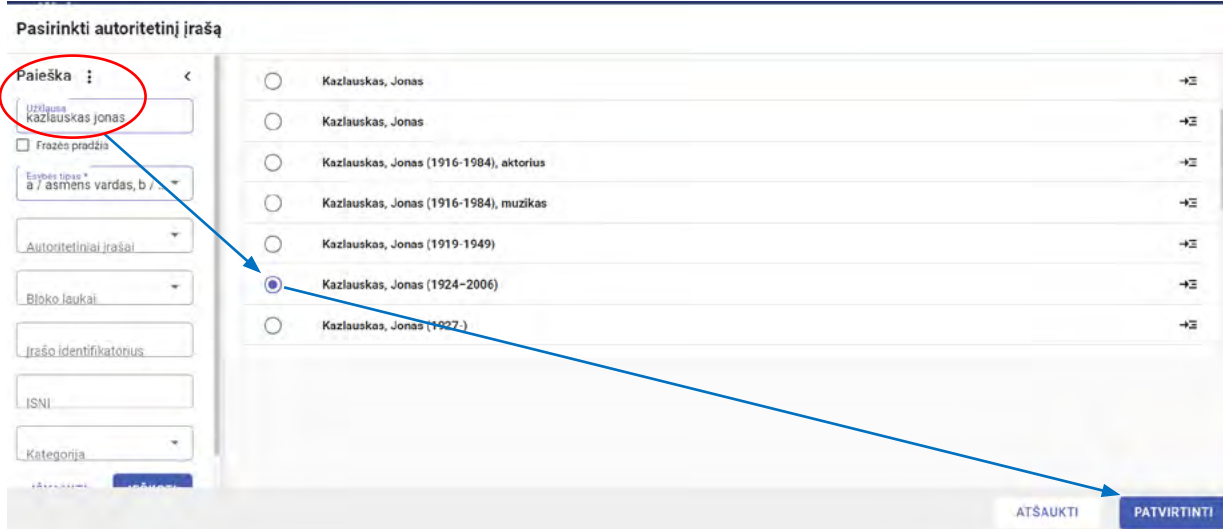 Pasirinkti autoritetinį įrašą
Paieška
Užklausa
kazlauskas jonas
Frazės pradžia
Esybės tipas *
a / asmens vardas, b / ...
Autoritetiniai įrašai
Bloko laukai
Įrašo identifikatorius
ISNI
Kategorija
Kazlauskas, Jonas
Kazlauskas, Jonas
Kazlauskas, Jonas (1916-1984), aktorius
Kazlauskas, Jonas (1916-1984), muzikas
Kazlauskas, Jonas (1919-1949)
Kazlauskas, Jonas (1924–2006)
Kazlauskas, Jonas (1927-)
ATŠAUKTI
PATVIRTINTI